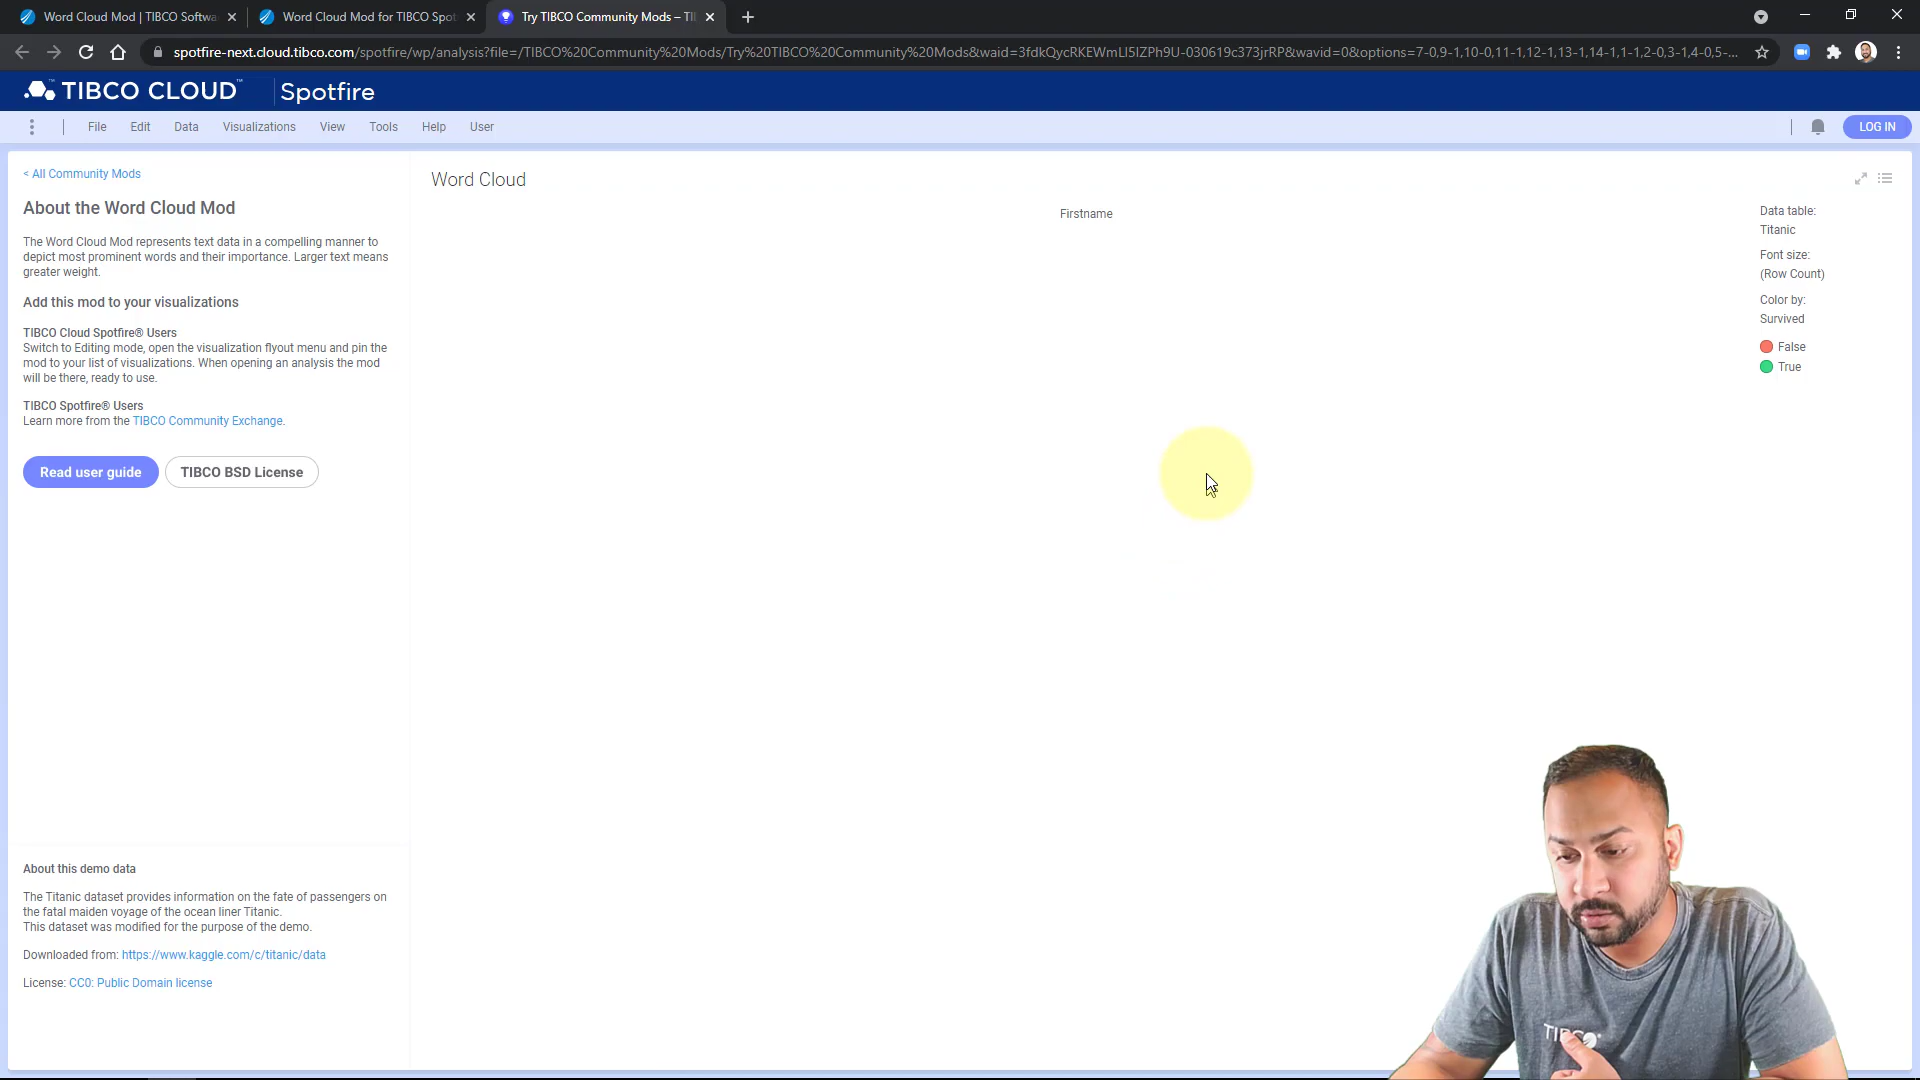 Word Cloud Mod | TIBCO Softwa
Word Cloud Mod for TIBCO Spot
Try TIBCO Community Mods – TI
spotfire-next.cloud.tibco.com/spotfire/wp/analysis?file=/TIBCO%20Community%20Mods/Try%20TIBCO%20Community%20Mods&waid=3fdkQycRKEWmLI5IZPh9U-030619c373jrRP&wavid=0&options=7-0,9-1,10-0,11-1,12-1,13-1,14-1,1-1,2-0,3-1,4-0,5-...
TIBCO CLOUD™ Spotfire
File Edit Data Visualizations View Tools Help User LOG IN
< All Community Mods
About the Word Cloud Mod
The Word Cloud Mod represents text data in a compelling manner to
depict most prominent words and their importance. Larger text means
greater weight.
Add this mod to your visualizations
TIBCO Cloud Spotfire® Users
Switch to Editing mode, open the visualization flyout menu and pin the
mod to your list of visualizations. When opening an analysis the mod
will be there, ready to use.
TIBCO Spotfire® Users
Learn more from the TIBCO Community Exchange.
Read user guide
TIBCO BSD License
About this demo data
The Titanic dataset provides information on the fate of passengers on
the fatal maiden voyage of the ocean liner Titanic.
This dataset was modified for the purpose of the demo.
Downloaded from: https://www.kaggle.com/c/titanic/data
License: CC0: Public Domain license
Word Cloud
Firstname
Data table:
Titanic
Font size:
(Row Count)
Color by:
Survived
False
True